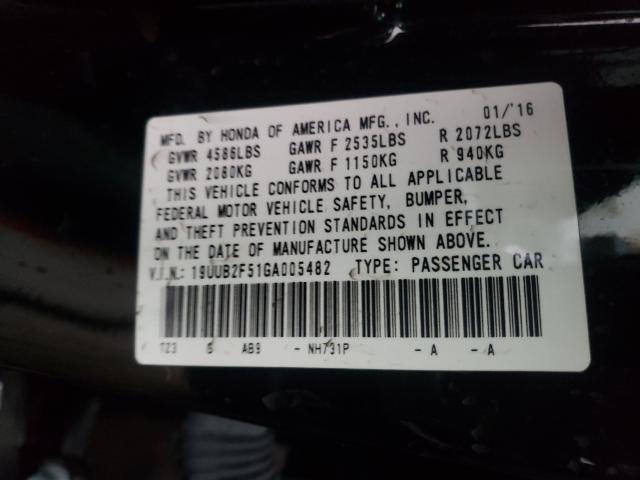 MFD. BY HONDA OF AMERICA MFG., INC. 01/'16
GVWR 4586LBS GAWR F 2535LBS R 2072LBS
GVWR 2080KG GAWR F 1150KG R 940KG
THIS VEHICLE CONFORMS TO ALL APPLICABLE
FEDERAL MOTOR VEHICLE SAFETY, BUMPER,
AND THEFT PREVENTION STANDARDS IN EFFECT
ON THE DATE OF MANUFACTURE SHOWN ABOVE.
V.I.N.: 19UUB2F51GA005482 TYPE: PASSENGER CAR
TZ3 G AB9 - NH731P - A - A